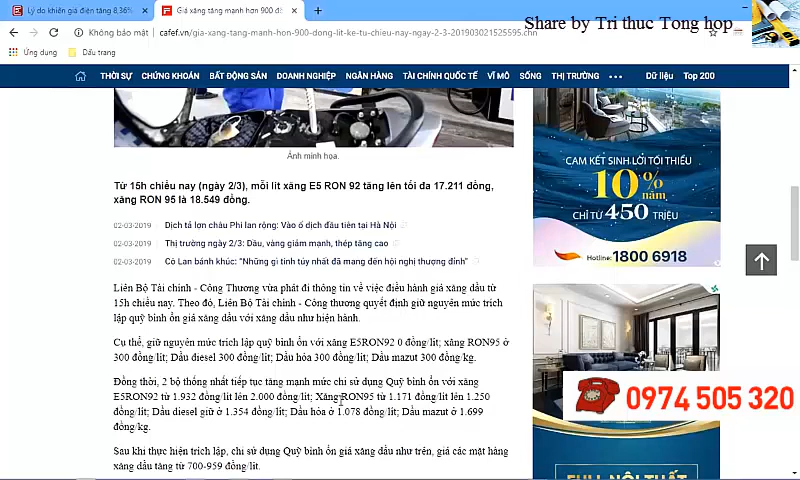 Lý do khiến giá điện tăng 8,36%
Giá xăng tăng mạnh hơn 900 đồ
Share by Tri thuc Tong hop
Không bảo mật | cafef.vn/gia-xang-tang-manh-hon-900-dong-lit-ke-tu-chieu-nay-ngay-2-3-20190302152559​5.chn
Ứng dụng
Dấu trang
THỜI SỰ CHỨNG KHOÁN BẤT ĐỘNG SẢN DOANH NGHIỆP NGÂN HÀNG TÀI CHÍNH QUỐC TẾ VĨ MÔ SỐNG THỊ TRƯỜNG ••• Dữ liệu Top 200
Ảnh minh họa.
Từ 15h chiều nay (ngày 2/3), mỗi lít xăng E5 RON 92 tăng lên tối đa 17.211 đồng,
xăng RON 95 là 18.549 đồng.
02-03-2019 Dịch tả lợn châu Phi lan rộng: Vào ổ dịch đầu tiên tại Hà Nội
02-03-2019 Thị trường ngày 2/3: Dầu, vàng giảm mạnh, thép tăng cao
02-03-2019 Cô Lan bánh khúc: "Những gì tinh túy nhất đã mang đến hội nghị thượng đỉnh"
Liên Bộ Tài chính - Công Thương vừa phát đi thông tin về việc điều hành giá xăng dầu từ
15h chiều nay. Theo đó, Liên Bộ Tài chính - Công thương quyết định giữ nguyên mức trích
lập quỹ bình ổn giá xăng dầu với xăng dầu như hiện hành.
Cụ thể, giữ nguyên mức trích lập quỹ bình ổn với xăng E5RON92 0 đồng/lít; xăng RON95 ở
300 đồng/lít; Dầu diesel 300 đồng/lít; Dầu hỏa 300 đồng/lít; Dầu mazut 300 đồng/kg.
Đồng thời, 2 bộ thống nhất tiếp tục tăng mạnh mức chi sử dụng Quỹ bình ổn với xăng
E5RON92 từ 1.932 đồng/lít lên 2.000 đồng/lít; Xăng RON95 từ 1.171 đồng/lít lên 1.250
đồng/lít; Dầu diesel giữ ở 1.354 đồng/lít; Dầu hỏa ở 1.078 đồng/lít; Dầu mazut ở 1.699
đồng/kg.
Sau khi thực hiện trích lập, chi sử dụng Quỹ bình ổn giá xăng dầu như trên, giá các mặt hàng
xăng dầu tăng từ 700-959 đồng/lít.
CAM KẾT SINH LỜI TỐI THIỂU
10%
năm
CHỈ TỪ 450 TRIỆU
Hotline: 1800 6918
0974 505 320
FULL NỘI THẤT